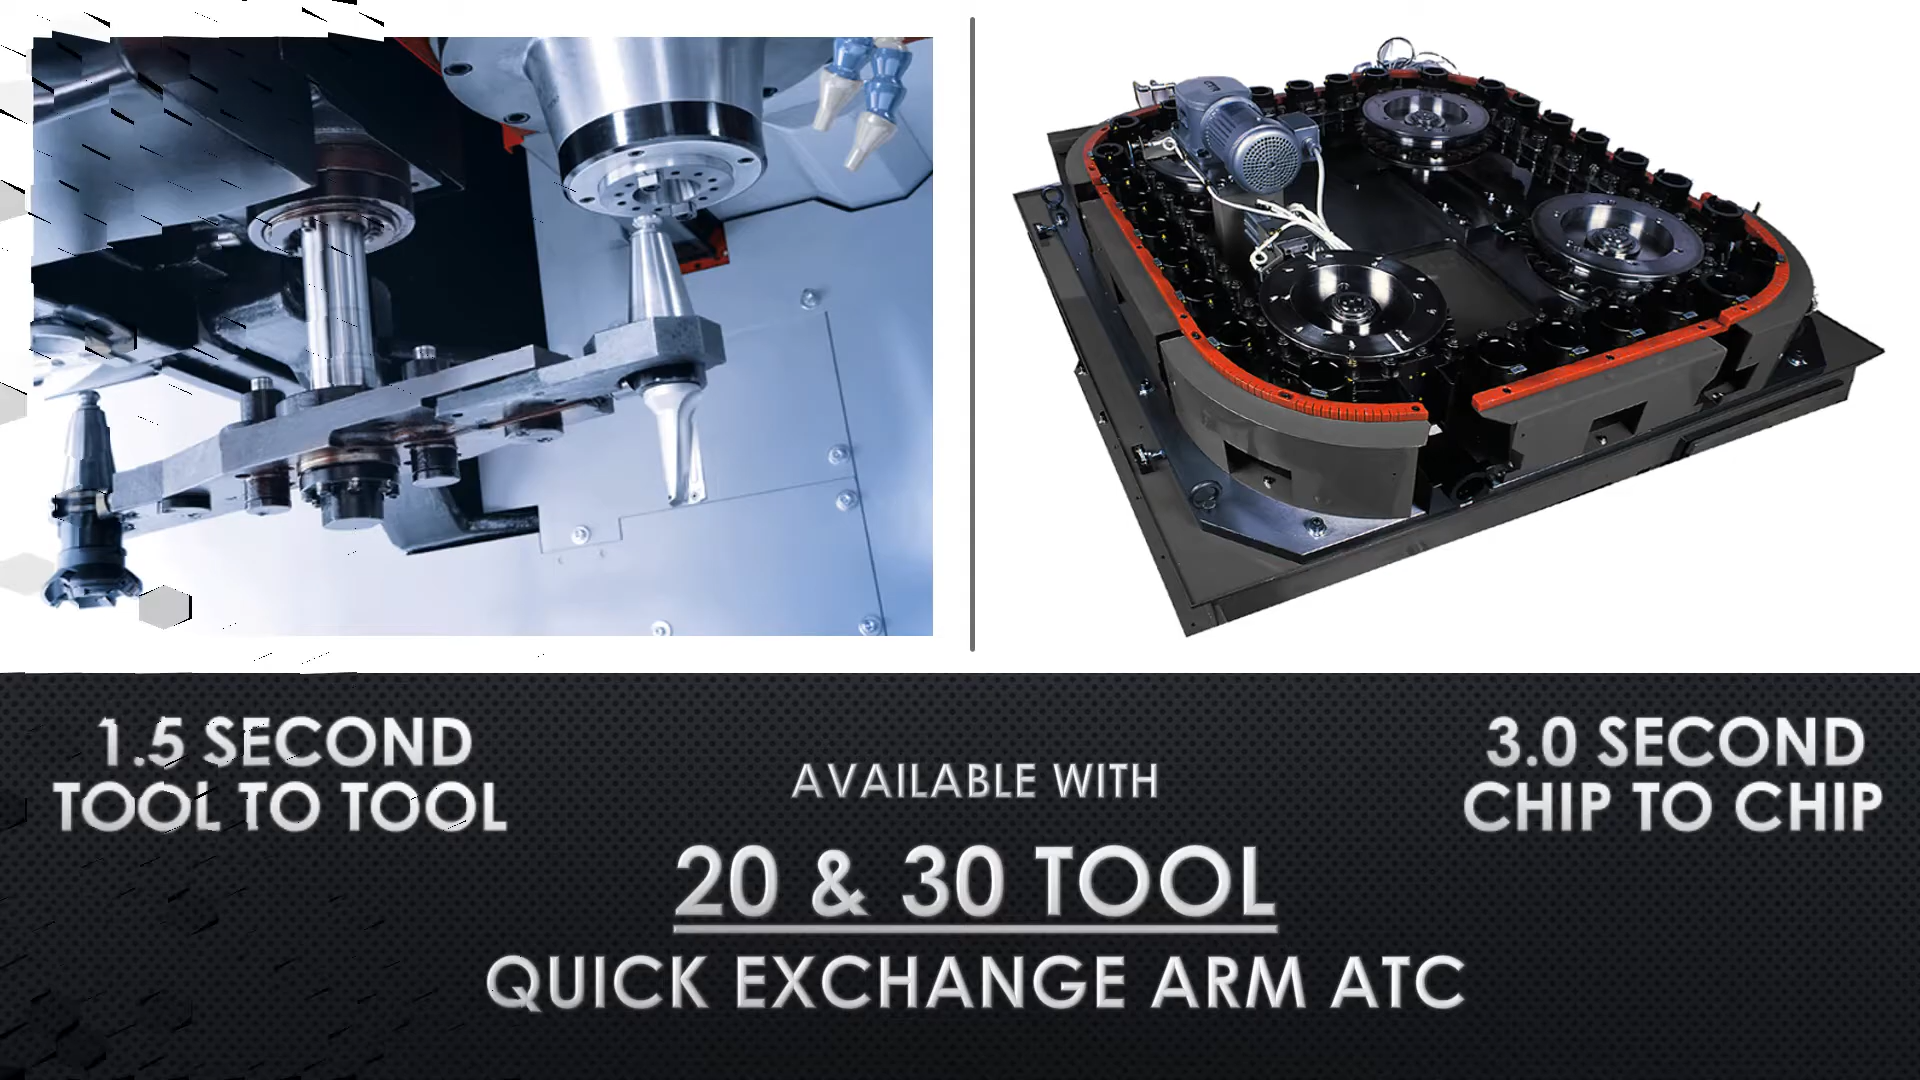 1.5 SECOND
TOOL TO TOOL
AVAILABLE WITH
20 & 30 TOOL
QUICK EXCHANGE ARM ATC
3.0 SECOND
CHIP TO CHIP